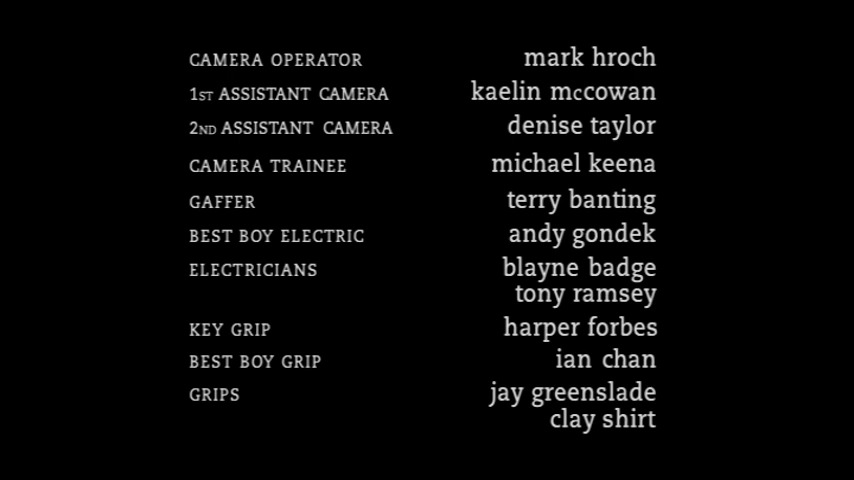 CAMERA OPERATOR mark hroch
1ST ASSISTANT CAMERA kaelin mccowan
2ND ASSISTANT CAMERA denise taylor
CAMERA TRAINEE michael keena
GAFFER terry banting
BEST BOY ELECTRIC andy gondek
ELECTRICIANS blayne badge
tony ramsey
KEY GRIP harper forbes
BEST BOY GRIP ian chan
GRIPS jay greenslade
clay shirt